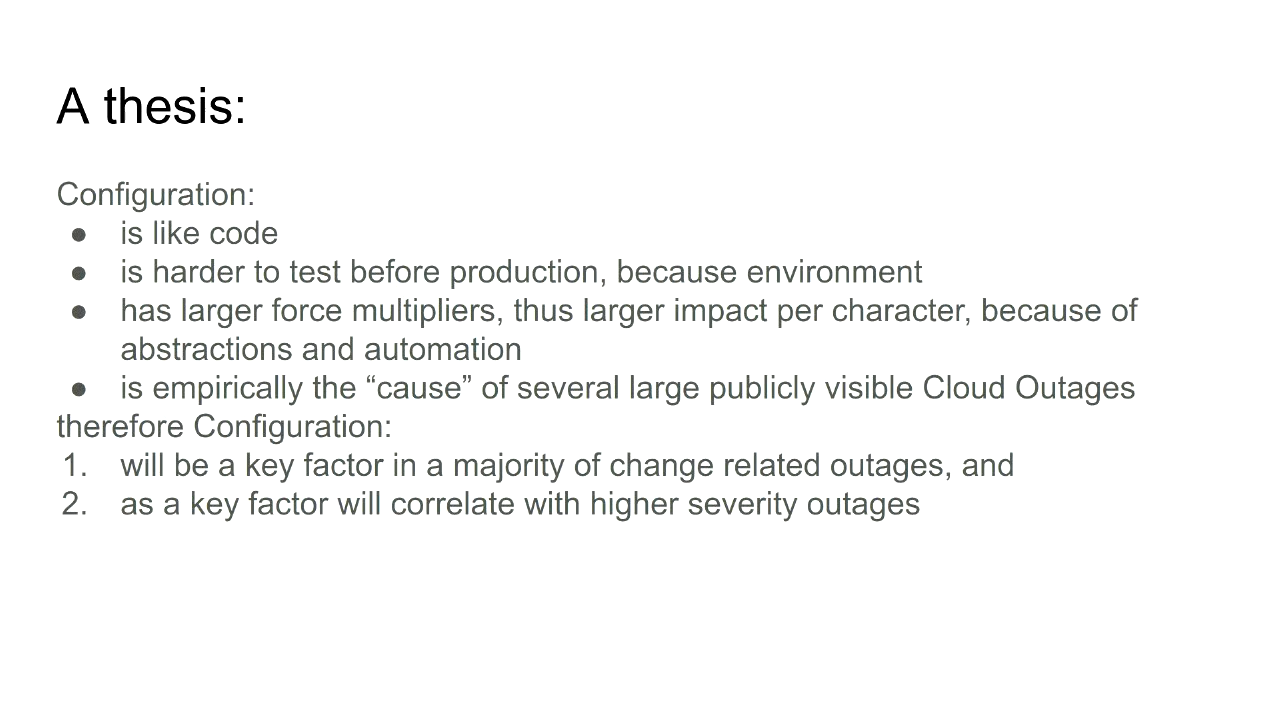 A thesis:
Configuration:
● is like code
● is harder to test before production, because environment
● has larger force multipliers, thus larger impact per character, because of
abstractions and automation
● is empirically the “cause” of several large publicly visible Cloud Outages
therefore Configuration:
1. will be a key factor in a majority of change related outages, and
2. as a key factor will correlate with higher severity outages